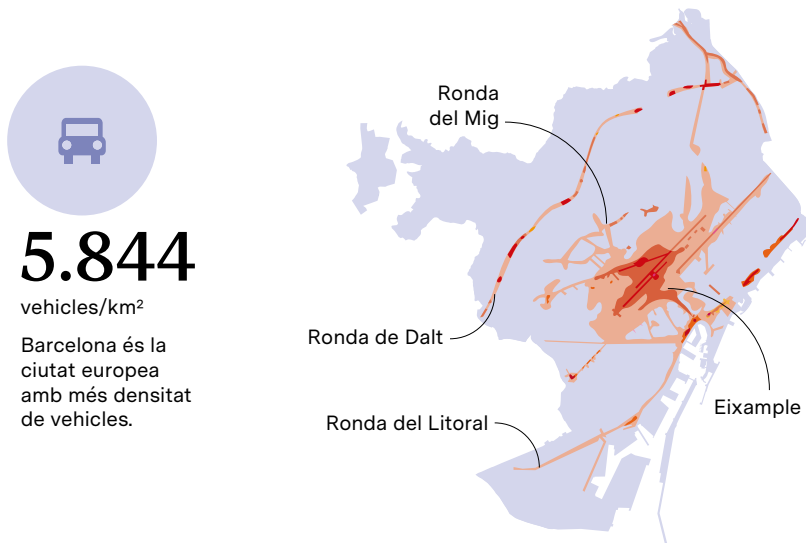 5.844
vehicles/km²
Barcelona és la
ciutat europea
amb més densitat
de vehicles.
Ronda
del Mig
Ronda de Dalt
Ronda del Litoral
Eixample